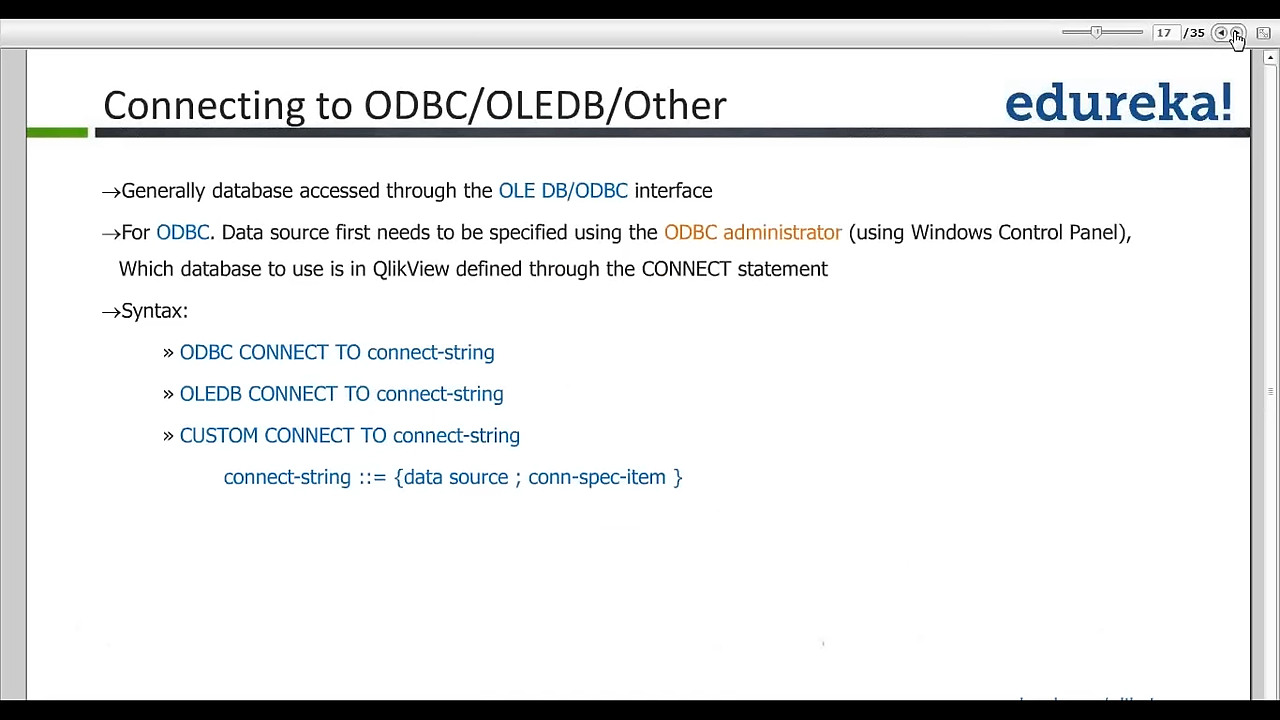 17 /35
Connecting to ODBC/OLEDB/Other
edureka!
→Generally database accessed through the OLE DB/ODBC interface
→For ODBC. Data source first needs to be specified using the ODBC administrator (using Windows Control Panel),
Which database to use is in QlikView defined through the CONNECT statement
→Syntax:
» ODBC CONNECT TO connect-string
» OLEDB CONNECT TO connect-string
» CUSTOM CONNECT TO connect-string
connect-string ::= {data source ; conn-spec-item }